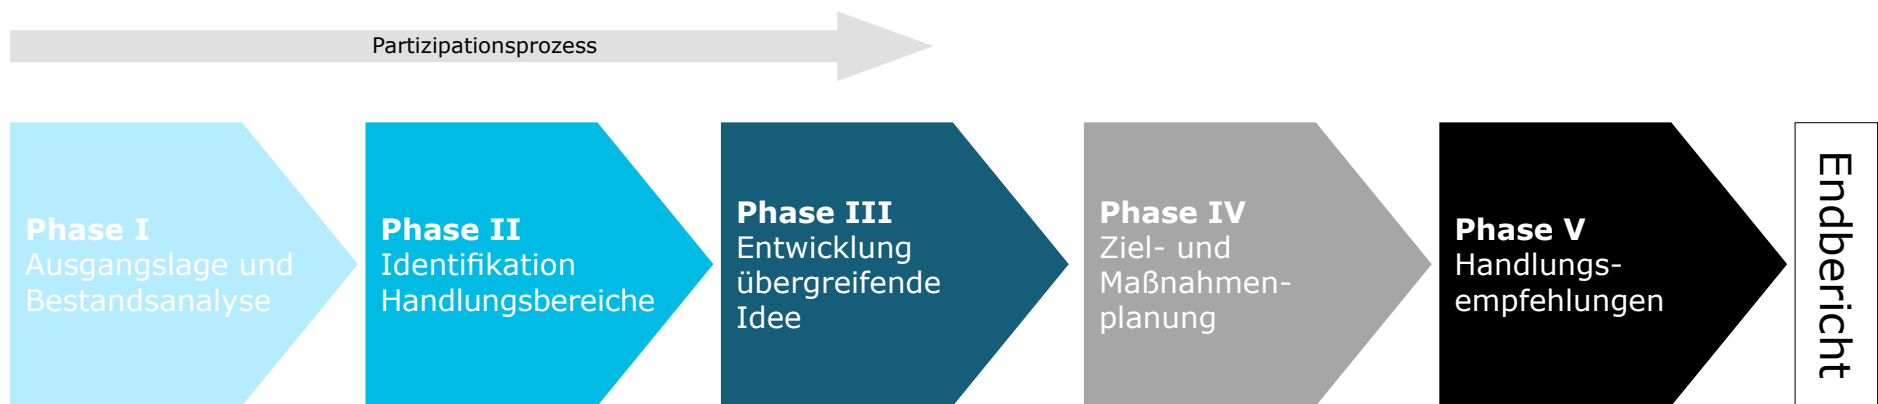 Partizipationsprozess
Phase I
Ausgangslage und
Bestandsanalyse
Phase II
Identifikation
Handlungsbereiche
Phase III
Entwicklung
übergreifende
Idee
Phase IV
Ziel- und
Maßnahmen-
planung
Phase V
Handlungs-
empfehlungen
Endbericht